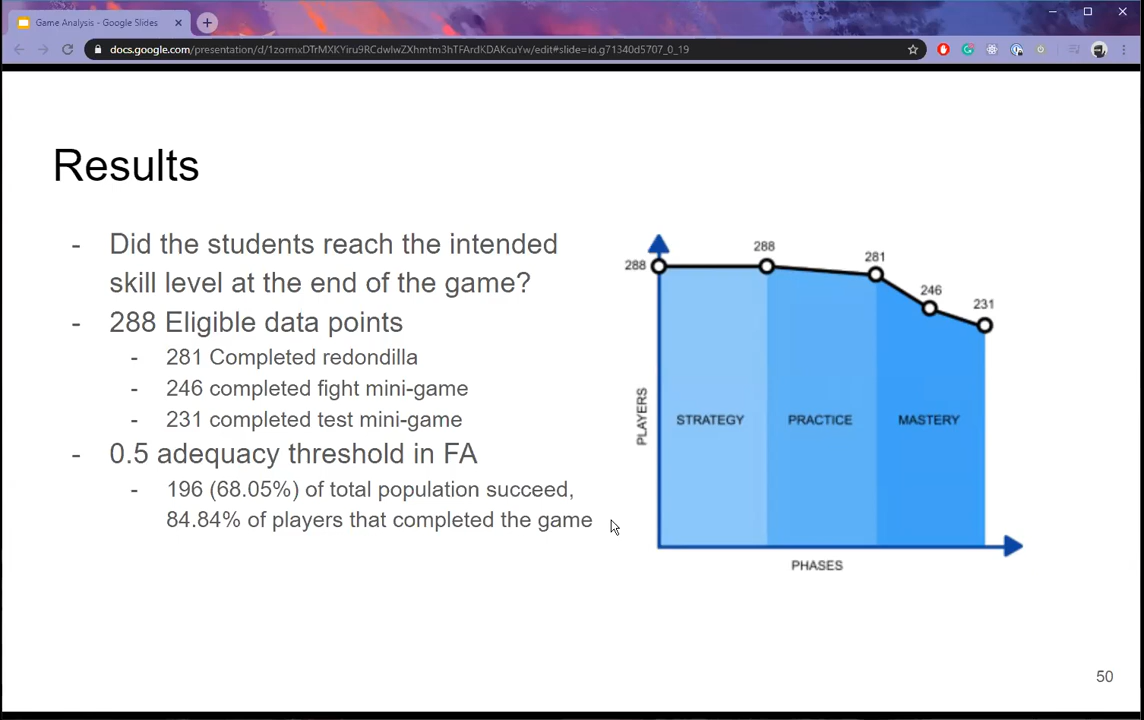 Game Analysis - Google Slides
docs.google.com/presentation/d/1zormxDTrMXKYiru9RCdwlwZXhmtm3hTFArdKDAKcuYw/edit#slide=id.g71340d5707_0_19
Results
- Did the students reach the intended
skill level at the end of the game?
- 288 Eligible data points
- 281 Completed redondilla
- 246 completed fight mini-game
- 231 completed test mini-game
- 0.5 adequacy threshold in FA
- 196 (68.05%) of total population succeed,
84.84% of players that completed the game
288
288
281
246
231
PLAYERS
STRATEGY
PRACTICE
MASTERY
PHASES
50